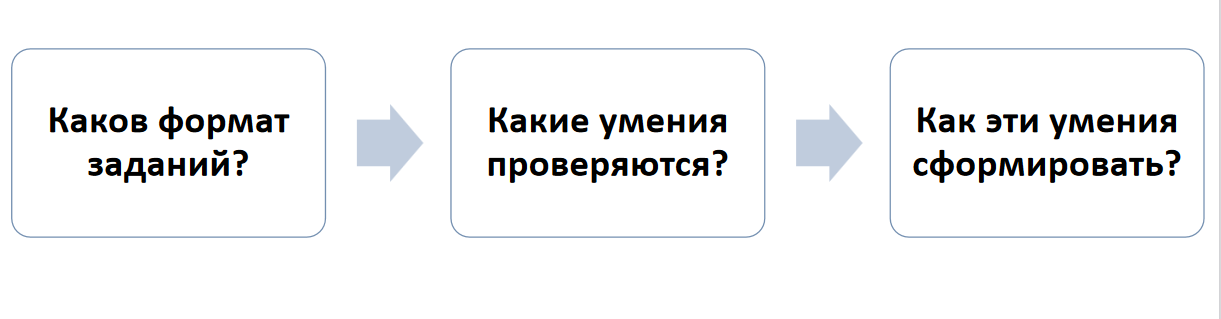 Каков формат
заданий?
Какие умения
проверяются?
Как эти умения
сформировать?